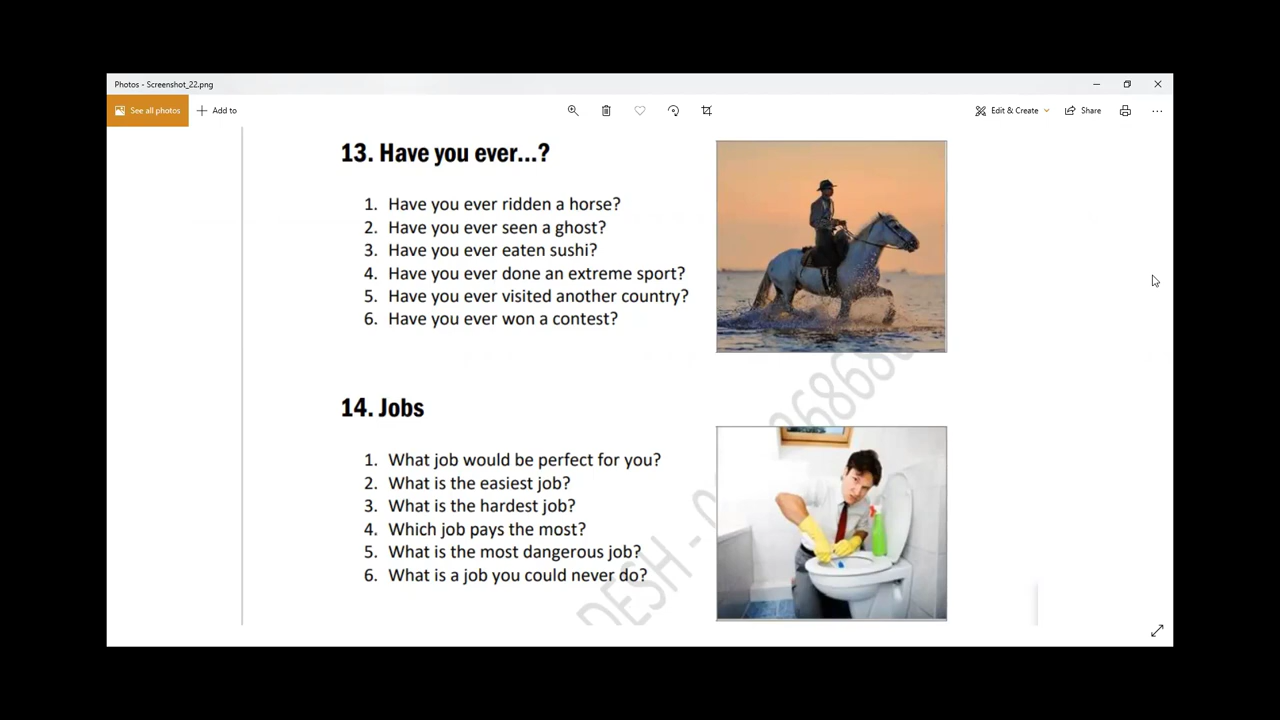 Photos - Screenshot_22.png
See all photos
Add to
Edit & Create
Share
13. Have you ever...?
1. Have you ever ridden a horse?
2. Have you ever seen a ghost?
3. Have you ever eaten sushi?
4. Have you ever done an extreme sport?
5. Have you ever visited another country?
6. Have you ever won a contest?
14. Jobs
1. What job would be perfect for you?
2. What is the easiest job?
3. What is the hardest job?
4. Which job pays the most?
5. What is the most dangerous job?
6. What is a job you could never do?